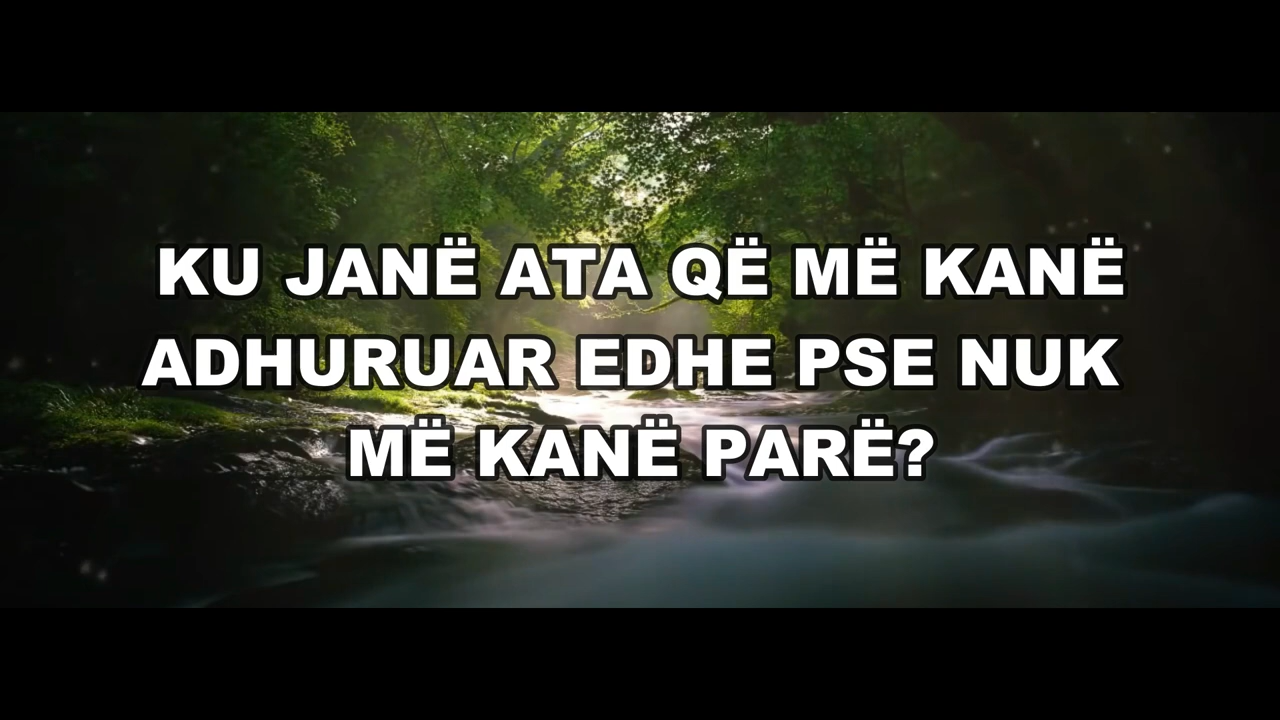 KU JANË ATA QË MË KANË
ADHURUAR EDHE PSE NUK
MË KANË PARË?